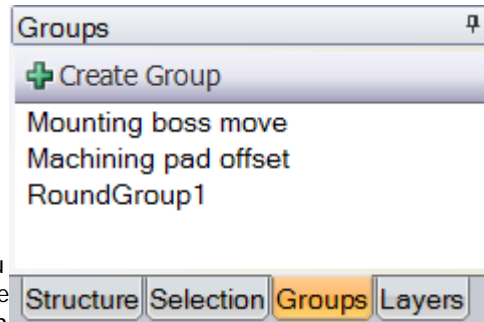 Groups
Create Group
Mounting boss move
Machining pad offset
RoundGroup1
Structure Selection Groups Layers